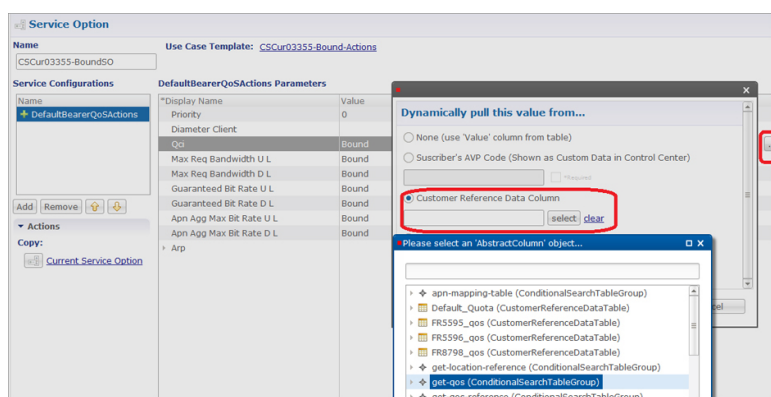 Service Option
Name
Use Case Template: CSCur03355-Bound-Actions
CSCur03355-BoundSO
Service Configurations
DefaultBearerQoSActions Parameters
Name
DefaultBearerQoSActions
*Display Name Value
Priority 0
Diameter Client
Qci Bound
Max Req Bandwidth U L Bound
Max Req Bandwidth D L Bound
Guaranteed Bit Rate U L Bound
Guaranteed Bit Rate D L Bound
Apn Agg Max Bit Rate U L Bound
Apn Agg Max Bit Rate D L Bound
Arp
Add Remove
Actions
Copy:
Current Service Option
Dynamically pull this value from...
None (use 'Value' column from table)
Suscriber's AVP Code (Shown as Custom Data in Control Center)
*Required
Customer Reference Data Column
select clear
Please select an 'AbstractColumn' object...
apn-mapping-table (ConditionalSearchTableGroup)
Default_Quota (CustomerReferenceDataTable)
FR5595_qos (CustomerReferenceDataTable)
FR5596_qos (CustomerReferenceDataTable)
FR8798_qos (CustomerReferenceDataTable)
get-location-reference (ConditionalSearchTableGroup)
get-qos (ConditionalSearchTableGroup)
get-qos-reference (ConditionalSearchTableGroup)